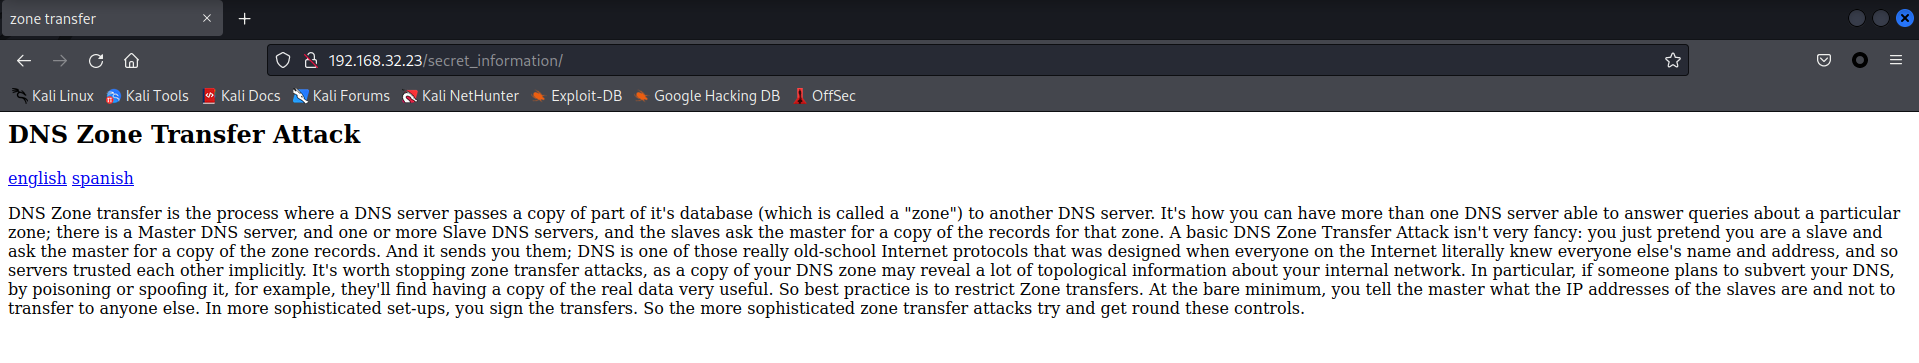 zone transfer
192.168.32.23/secret_information/
Kali Linux Kali Tools Kali Docs Kali Forums Kali NetHunter Exploit-DB Google Hacking DB OffSec
DNS Zone Transfer Attack
english spanish
DNS Zone transfer is the process where a DNS server passes a copy of part of it's database (which is called a "zone") to another DNS server. It's how you can have more than one DNS server able to answer queries about a particular
zone; there is a Master DNS server, and one or more Slave DNS servers, and the slaves ask the master for a copy of the records for that zone. A basic DNS Zone Transfer Attack isn't very fancy: you just pretend you are a slave and
ask the master for a copy of the zone records. And it sends you them; DNS is one of those really old-school Internet protocols that was designed when everyone on the Internet literally knew everyone else's name and address, and so
servers trusted each other implicitly. It's worth stopping zone transfer attacks, as a copy of your DNS zone may reveal a lot of topological information about your internal network. In particular, if someone plans to subvert your DNS,
by poisoning or spoofing it, for example, they'll find having a copy of the real data very useful. So best practice is to restrict Zone transfers. At the bare minimum, you tell the master what the IP addresses of the slaves are and not to
transfer to anyone else. In more sophisticated set-ups, you sign the transfers. So the more sophisticated zone transfer attacks try and get round these controls.